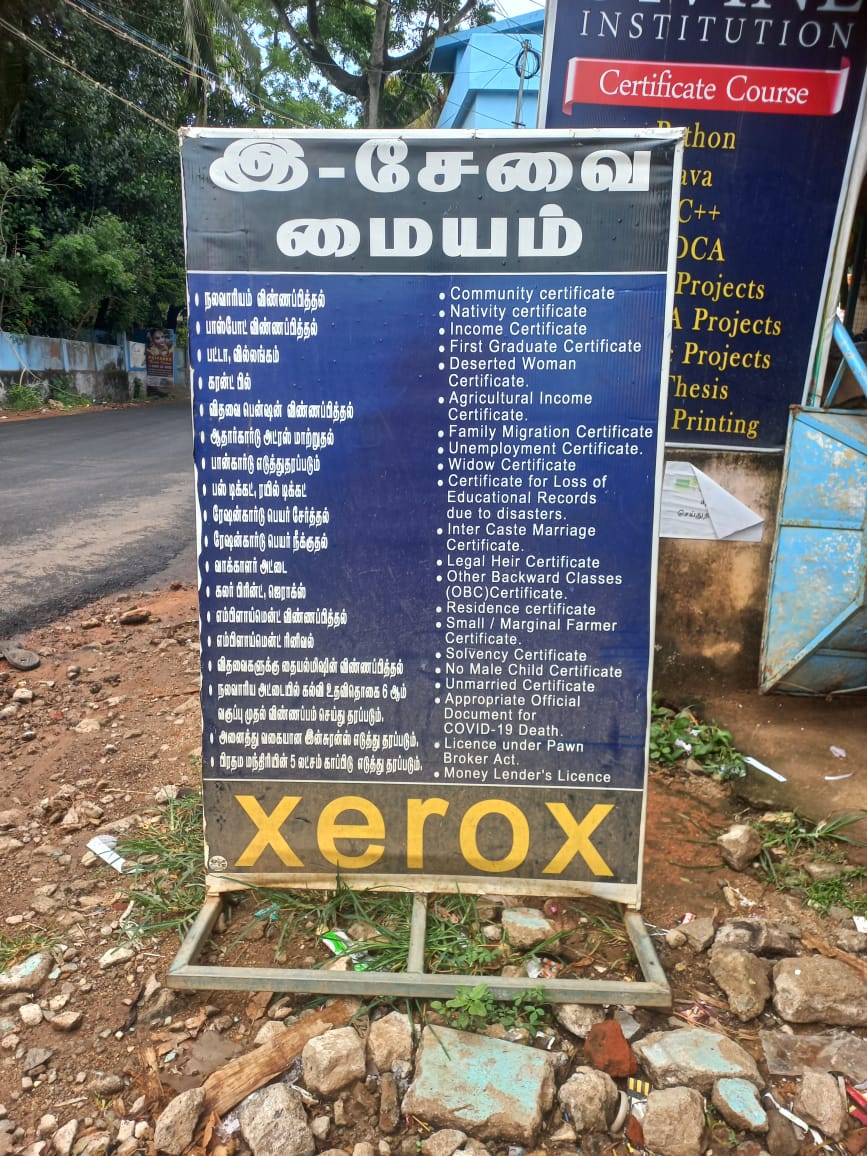 இ-சேவை
மையம்
• நலவாரியம் விண்ணப்பித்தல்
• பாஸ்போட் விண்ணப்பித்தல்
• பட்டா, வில்லங்கம்
• கரன்ட் பில்
• விதவை பென்ஷன் விண்ணப்பித்தல்
• ஆதார்கார்டு அட்ரஸ் மாற்றுதல்
• பான்கார்டு எடுத்துதரப்படும்
• பஸ் டிக்கட், ரயில் டிக்கட்
• ரேஷன்கார்டு பெயர் சேர்த்தல்
• ரேஷன்கார்டு பெயர் நீக்குதல்
• வாக்காளர் அட்டை
• கலர் பிரின்ட், ஜெராக்ஸ்
• எம்பிளாய்மென்ட் விண்ணப்பித்தல்
• எம்பிளாய்மென்ட் ரினிவல்
• விதவைகளுக்கு தையல்மிஷின் விண்ணப்பித்தல்
• நலவாரிய அட்டையில் கல்வி உதவிதொகை 6 ஆம்
வகுப்பு முதல் விண்ணப்பம் செய்து தரப்படும்.
• அனைத்து வகையான இன்சுரன்ஸ் எடுத்து தரப்படும்.
• பிரதம மந்திரியின் 5 லட்சம் காப்பிடு எடுத்து தரப்படும்.
• Community certificate
• Nativity certificate
• Income Certificate
• First Graduate Certificate
• Deserted Woman
Certificate.
• Agricultural Income
Certificate.
• Family Migration Certificate
• Unemployment Certificate.
• Widow Certificate
• Certificate for Loss of
Educational Records
due to disasters.
• Inter Caste Marriage
Certificate.
• Legal Heir Certificate
• Other Backward Classes
(OBC)Certificate.
• Residence certificate
• Small / Marginal Farmer
Certificate.
• Solvency Certificate
• No Male Child Certificate
• Unmarried Certificate
• Appropriate Official
Document for
COVID-19 Death.
• Licence under Pawn
Broker Act.
• Money Lender's Licence
xerox
INSTITUTION
Certificate Course
C++
Projects
Projects
Projects
Printing